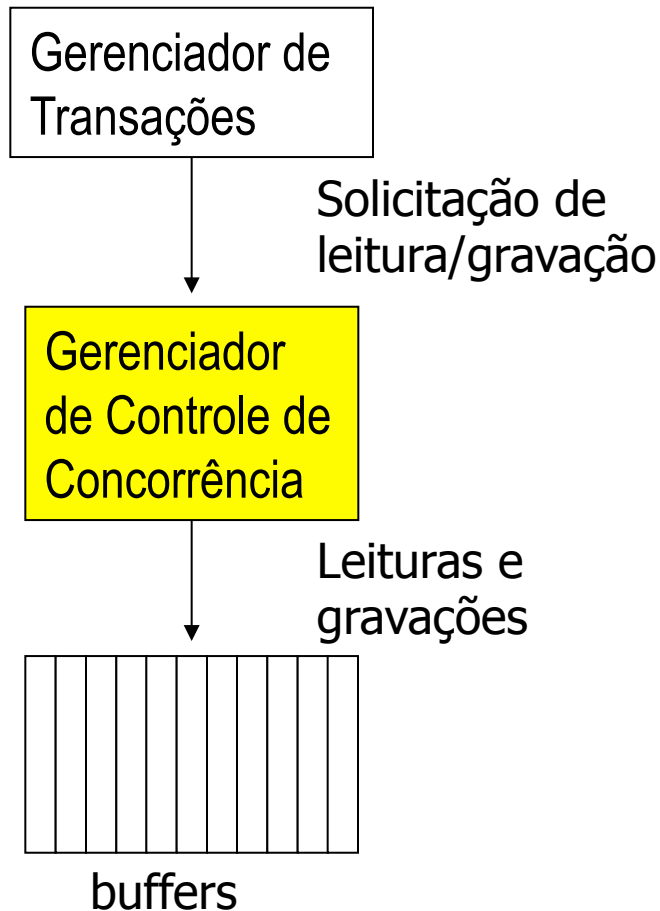 Gerenciador de
Transações
Solicitação de
leitura/gravação
Gerenciador
de Controle de
Concorrência
Leituras e
gravações
buffers